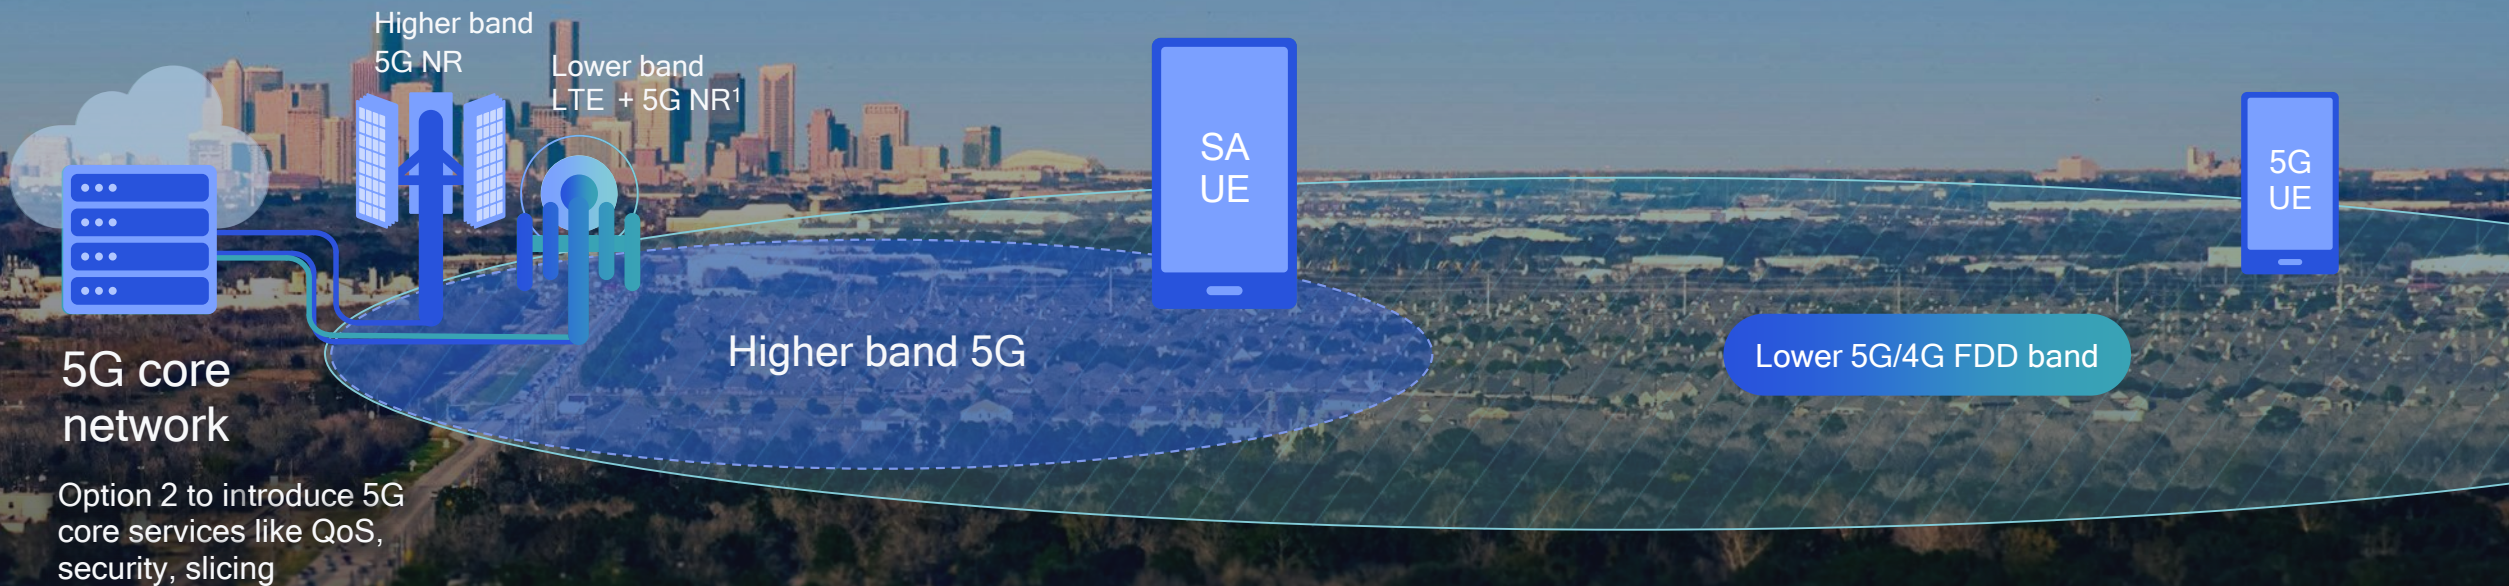 Higher band
5G NR
Lower band
LTE + 5G NR¹
SA
UE
5G
UE
Higher band 5G
Lower 5G/4G FDD band
5G core
network
Option 2 to introduce 5G
core services like QoS,
security, slicing